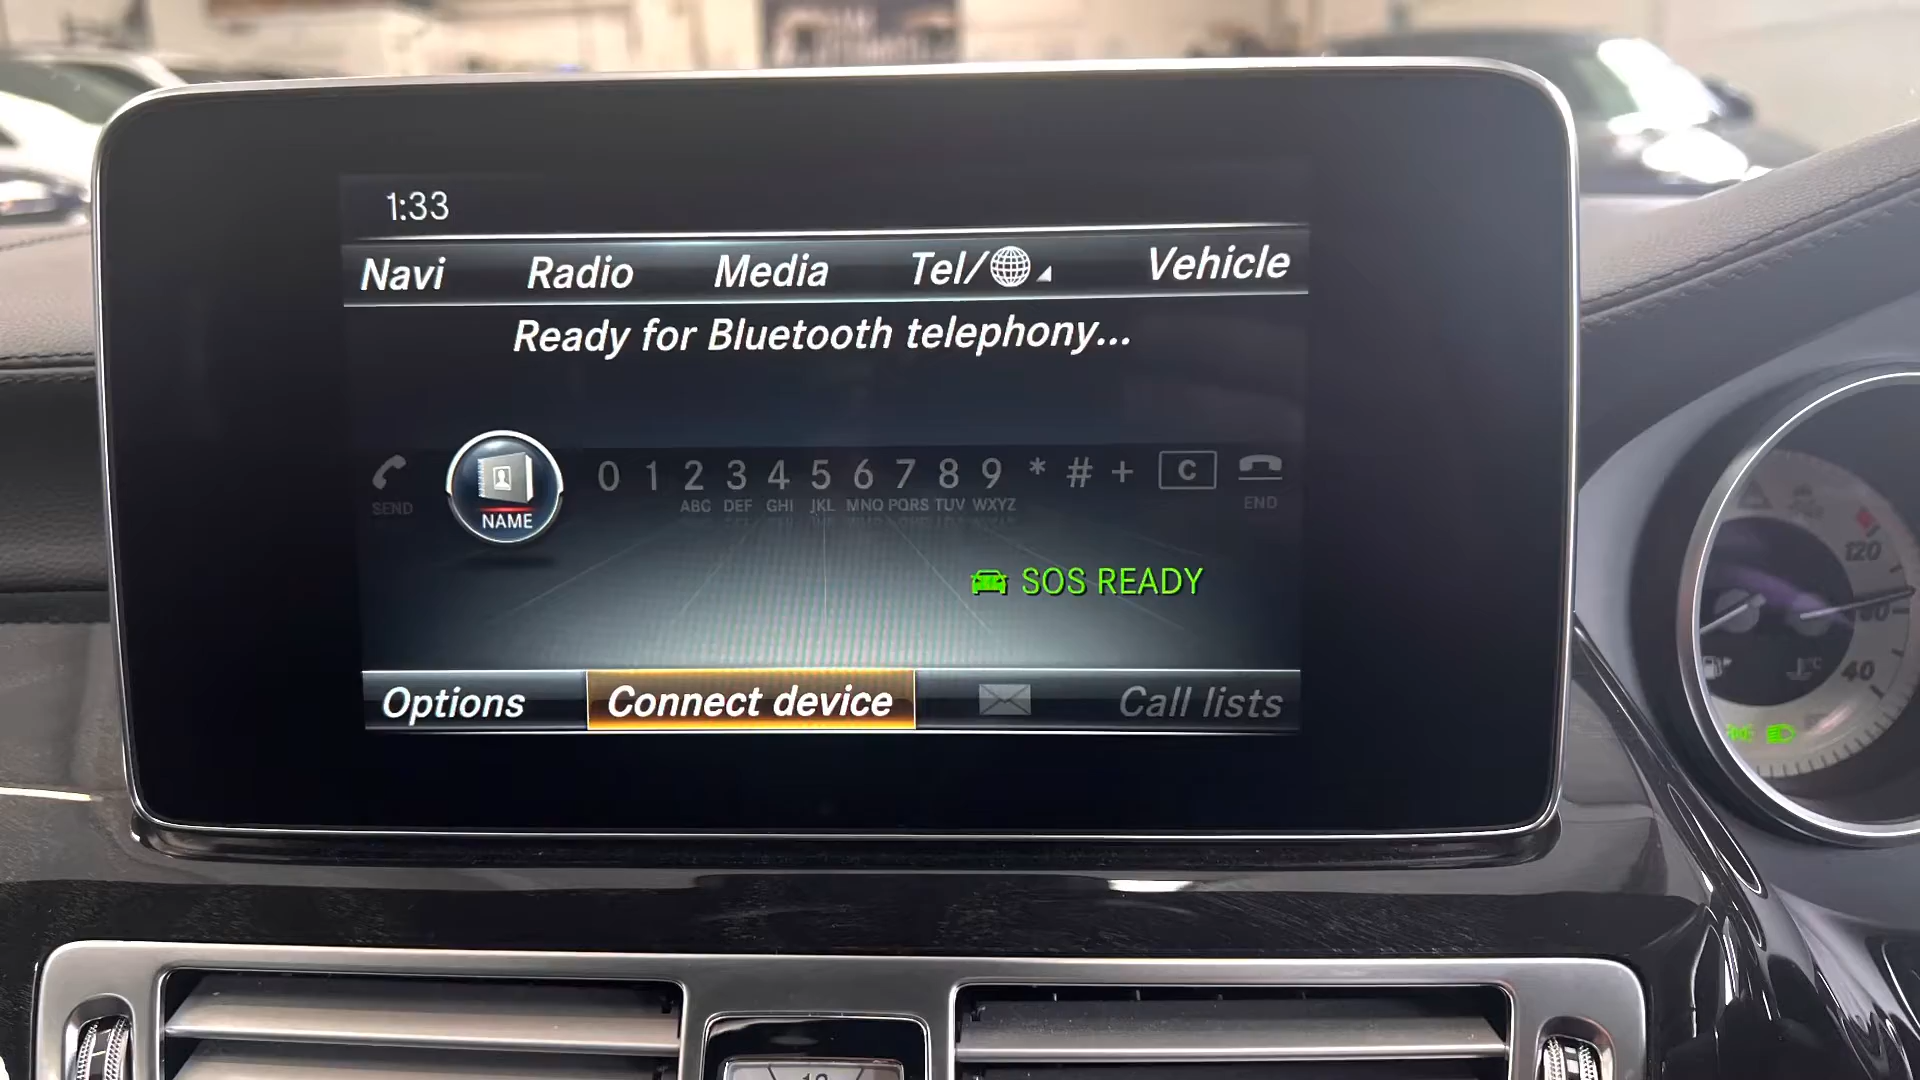 1:33
Navi Radio Media Tel/ Vehicle
Ready for Bluetooth telephony...
0 1 2 3 4 5 6 7 8 9 * # + C
SEND NAME ABC DEF GHI JKL MNO PQRS TUV WXYZ END
SOS READY
Options Connect device Call lists
120
80
40
12